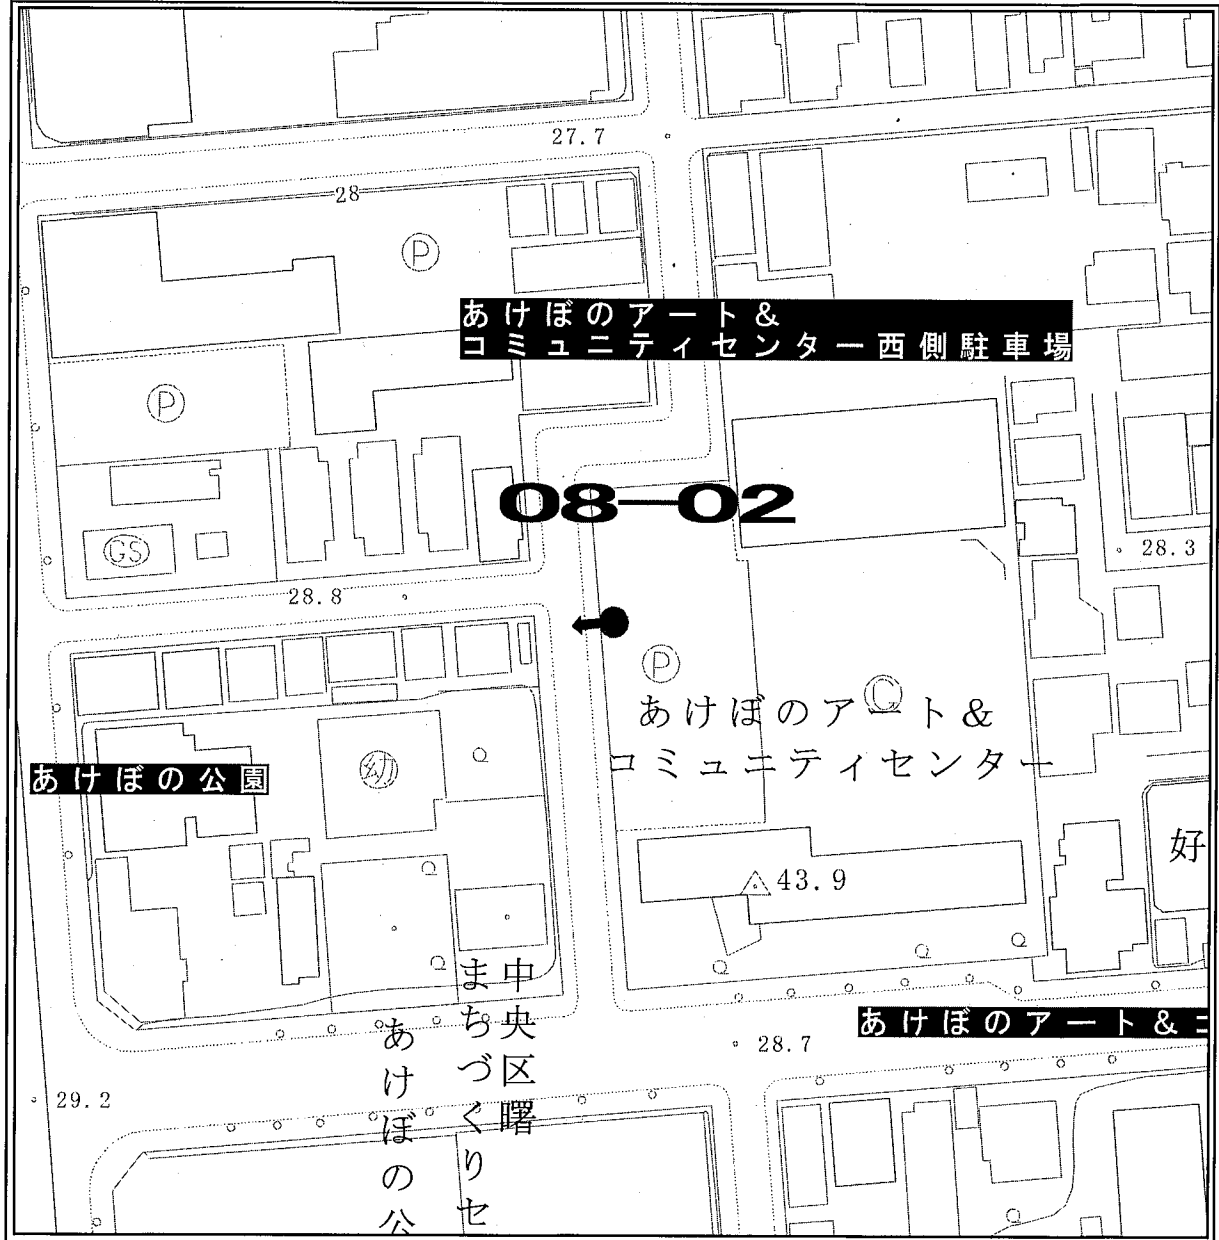 27.7
28
Ⓟ
あけぼのアート&
コミュニティセンター西側駐車場
Ⓟ
08-02
GS
28.3
28.8
Ⓟ
あけぼのアート&
コミュニティセンター
あけぼの公園
幼
好
43.9
中央区曙
まちづくりセ
あけぼの公
あけぼのアート&コ
28.7
29.2